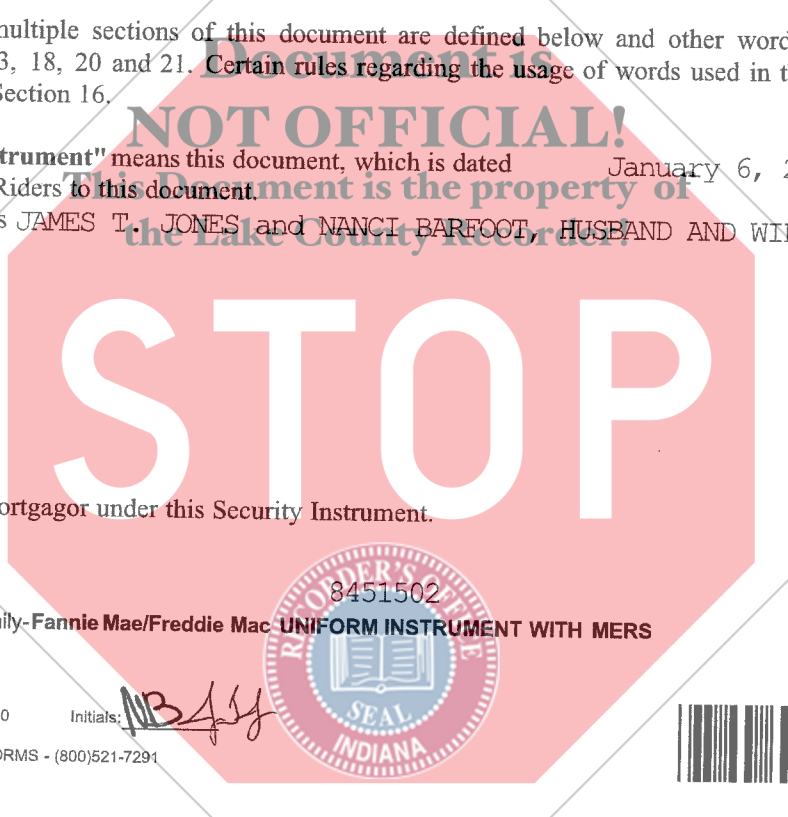 multiple sections of this document are defined below and other word
3, 18, 20 and 21. Certain rules regarding the usage of words used in t
Section 16.
Document is
NOT OFFICIAL!
This Document is the property of
the Lake County Recorder!
trument" means this document, which is dated January 6, 2
Riders to this document.
s JAMES T. JONES and NANCI BARFOOT, HUSBAND AND WI
STOP
ortgagor under this Security Instrument.
8451502
ily-Fannie Mae/Freddie Mac UNIFORM INSTRUMENT WITH MERS
RECORDER'S OFFICE
SEAL
INDIANA
0 Initials: NB JTJ
ORMS - (800)521-7291